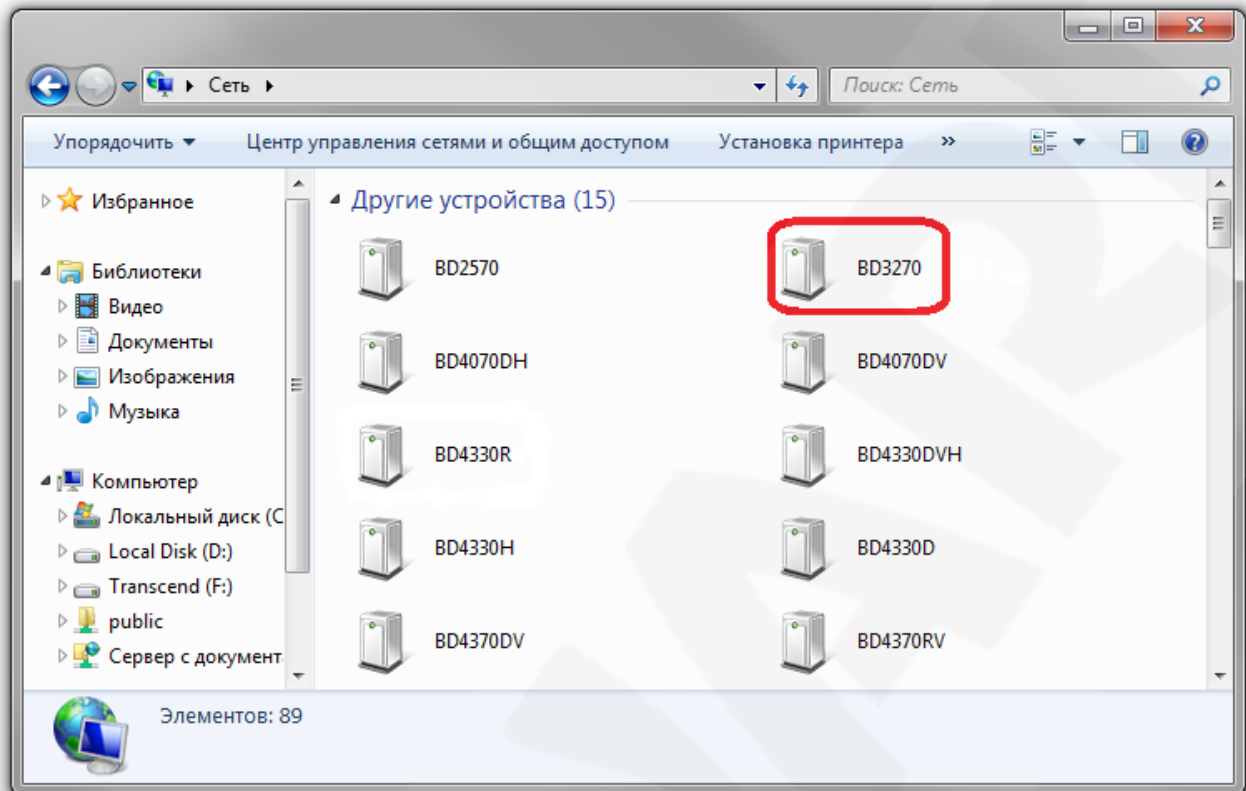 Сеть
Поиск: Сеть
Упорядочить Центр управления сетями и общим доступом Установка принтера »
Избранное
Библиотеки
Видео
Документы
Изображения
Музыка
Компьютер
Локальный диск (C
Local Disk (D:)
Transcend (F:)
public
Сервер с документ
Другие устройства (15)
BD2570 BD3270
BD4070DH BD4070DV
BD4330R BD4330DVH
BD4330H BD4330D
BD4370DV BD4370RV
Элементов: 89